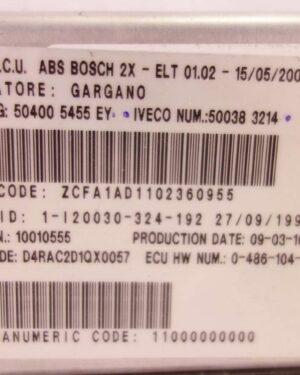 .C.U. ABS BOSCH 2X - ELT 01.02 - 15/05/200
ATORE: GARGANO
G: 50400 5455 EY • IVECO NUM.:50038 3214 •
CODE: ZCFA1AD1102360955
ID: 1-I20030-324-192 27/09/199
N.: 10010555 PRODUCTION DATE: 09-03-1
DE: D4RAC2D1QX0057 ECU HW NUM.: 0-486-104-
ANUMERIC CODE: 11000000000